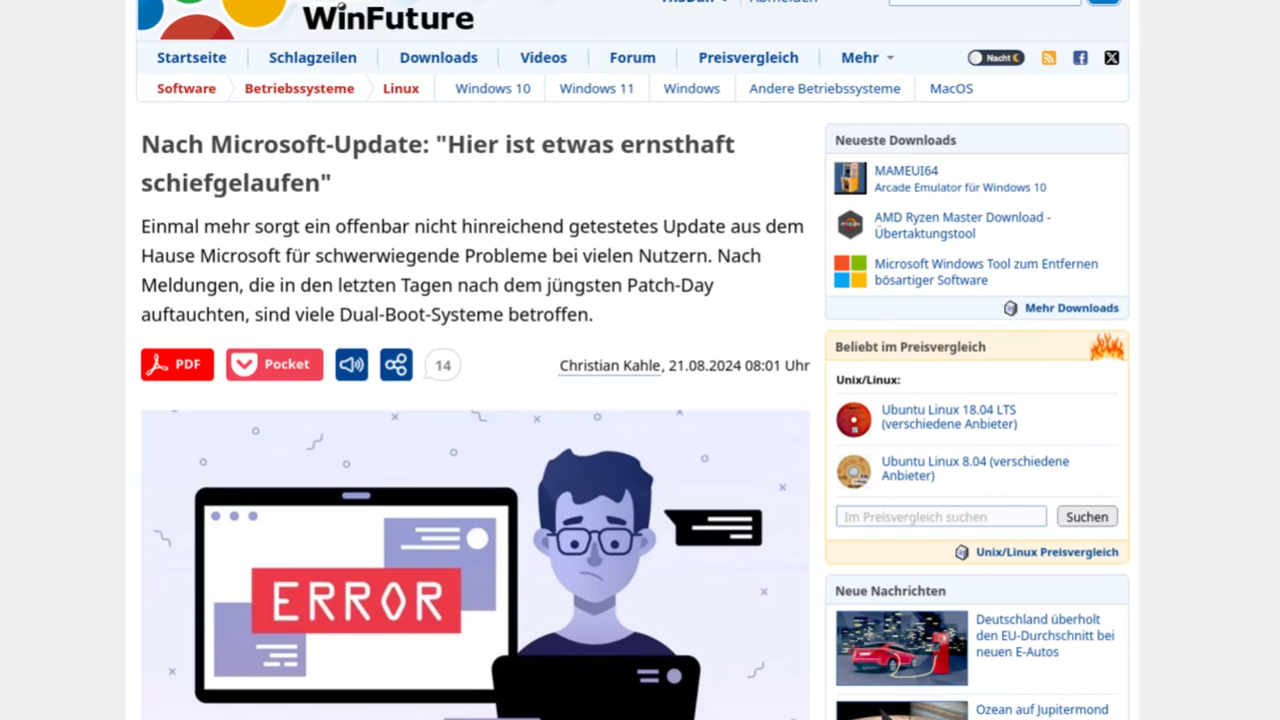 WinFuture
Startseite
Schlagzeilen
Downloads
Videos
Forum
Preisvergleich
Mehr
Nacht
Software
Betriebssysteme
Linux
Windows 10
Windows 11
Windows
Andere Betriebssysteme
MacOS
Nach Microsoft-Update: "Hier ist etwas ernsthaft
schiefgelaufen"
Einmal mehr sorgt ein offenbar nicht hinreichend getestetes Update aus dem
Hause Microsoft für schwerwiegende Probleme bei vielen Nutzern. Nach
Meldungen, die in den letzten Tagen nach dem jüngsten Patch-Day
auftauchten, sind viele Dual-Boot-Systeme betroffen.
PDF
Pocket
14
Christian Kahle, 21.08.2024 08:01 Uhr
ERROR
Neueste Downloads
MAMEUI64
Arcade Emulator für Windows 10
AMD Ryzen Master Download -
Übertaktungstool
Microsoft Windows Tool zum Entfernen
bösartiger Software
Mehr Downloads
Beliebt im Preisvergleich
Unix/Linux:
Ubuntu Linux 18.04 LTS
(verschiedene Anbieter)
Ubuntu Linux 8.04 (verschiedene
Anbieter)
Im Preisvergleich suchen
Suchen
Unix/Linux Preisvergleich
Neue Nachrichten
Deutschland überholt
den EU-Durchschnitt bei
neuen E-Autos
Ozean auf Jupitermond